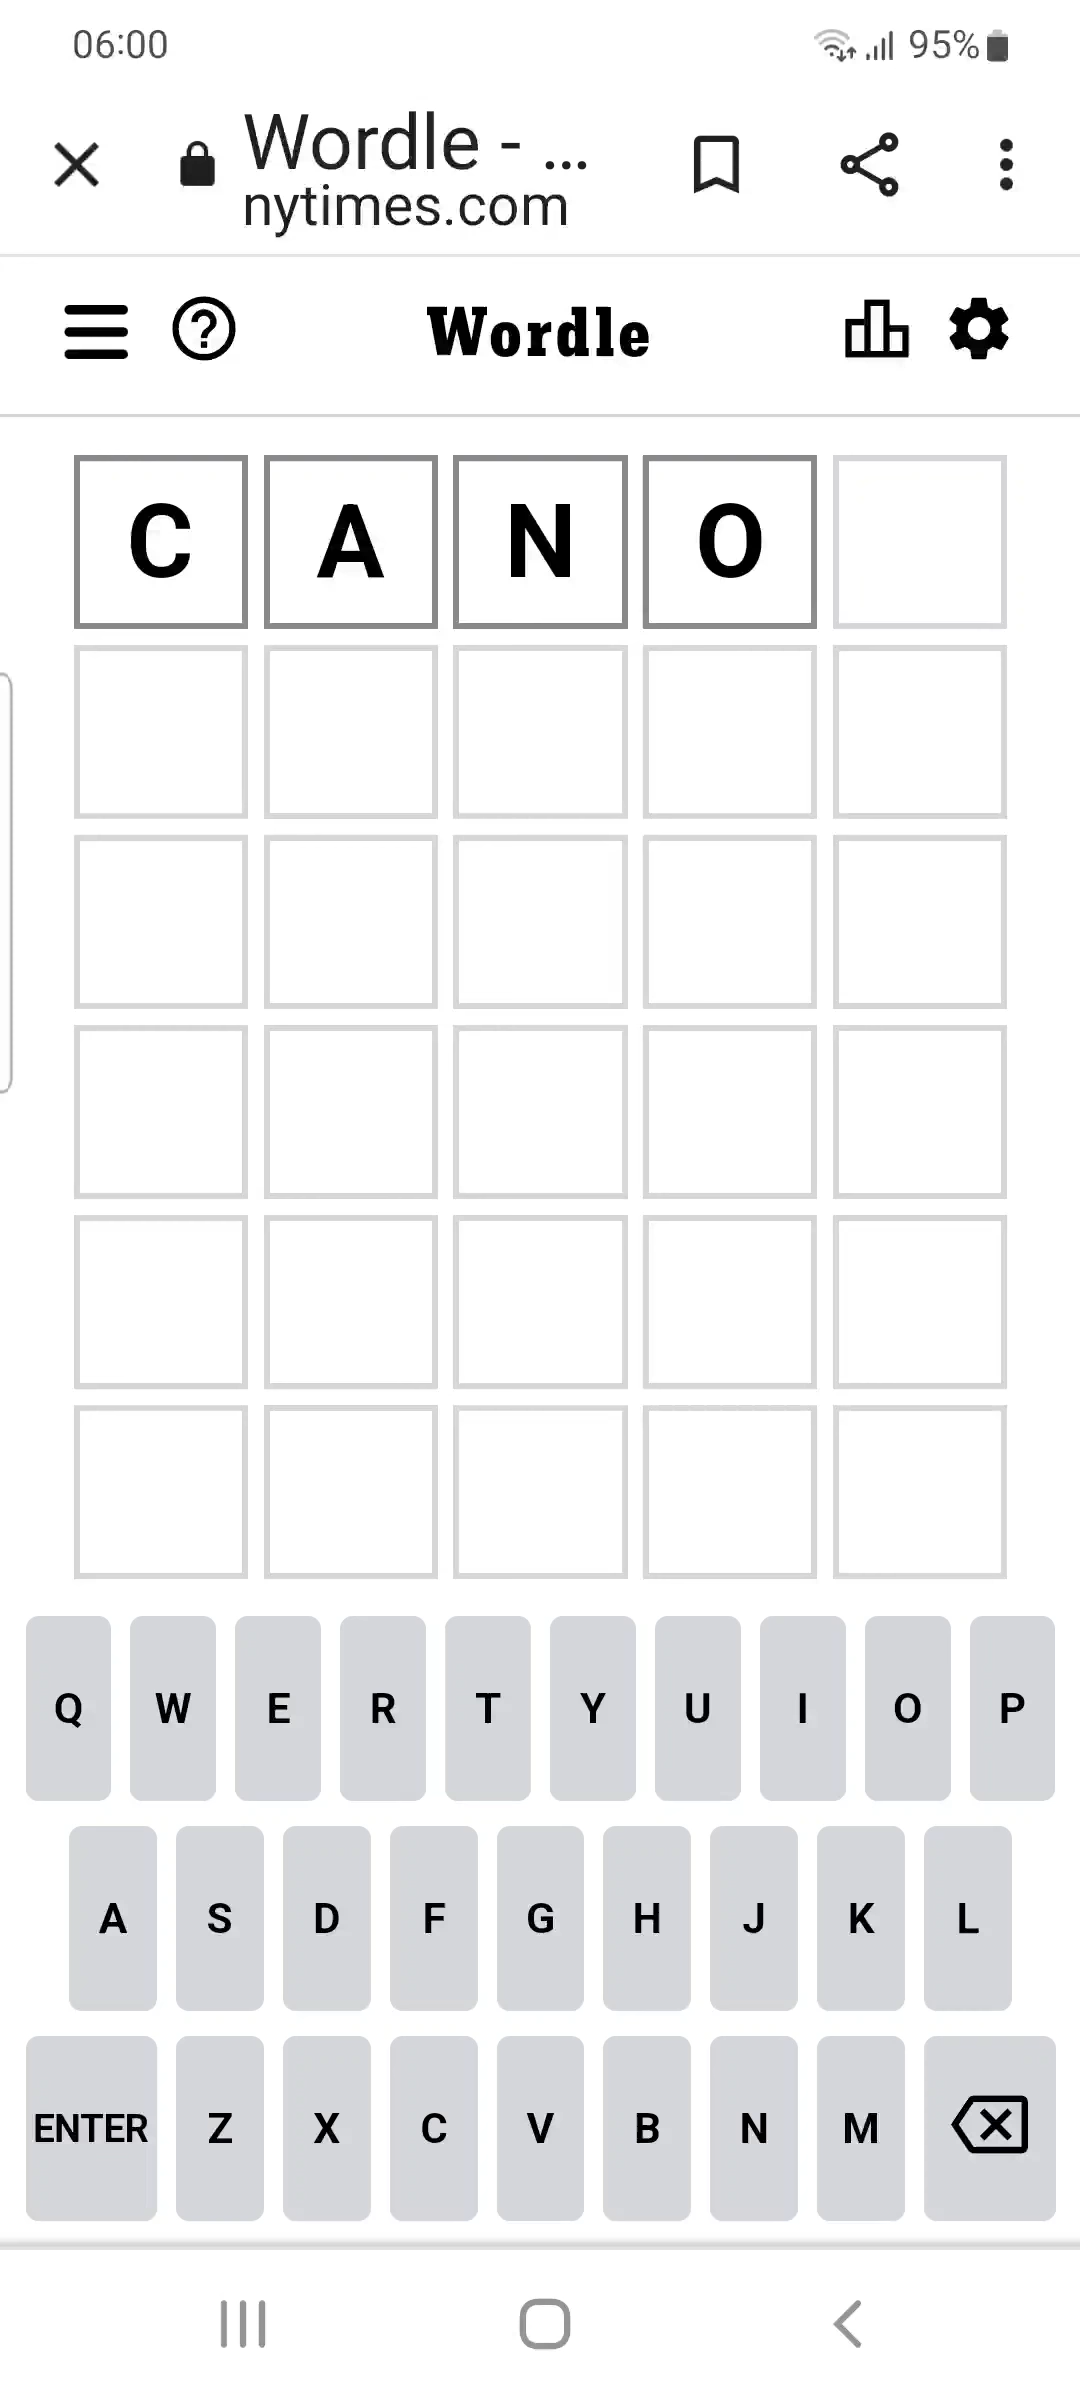 06:00 95%
Wordle - ...
nytimes.com
Wordle
C A N O
Q W E R T Y U I O P
A S D F G H J K L
ENTER Z X C V B N M